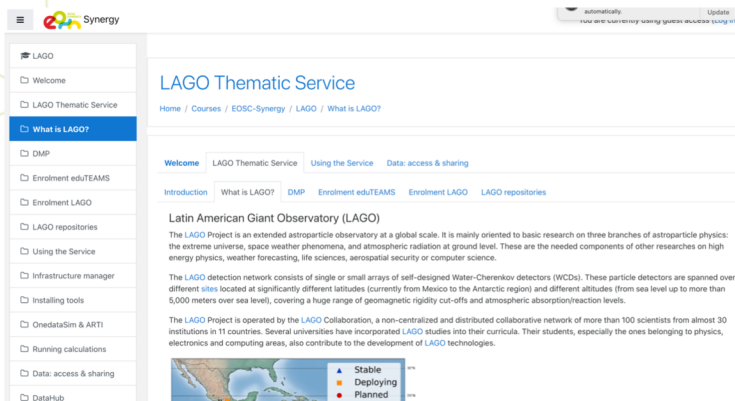 automatically.
Update
Synergy
You are currently using guest access
LAGO
Welcome
LAGO Thematic Service
What is LAGO?
DMP
Enrolment eduTEAMS
Enrolment LAGO
LAGO repositories
Using the Service
Infrastructure manager
Installing tools
OnedataSim & ARTI
Running calculations
Data: access & sharing
DataHub
LAGO Thematic Service
Home / Courses / EOSC-Synergy / LAGO / What is LAGO?
Welcome LAGO Thematic Service Using the Service Data: access & sharing
Introduction What is LAGO? DMP Enrolment eduTEAMS Enrolment LAGO LAGO repositories
Latin American Giant Observatory (LAGO)
The LAGO Project is an extended astroparticle observatory at a global scale. It is mainly oriented to basic research on three branches of astroparticle physics:
the extreme universe, space weather phenomena, and atmospheric radiation at ground level. These are the needed components of other researches on high
energy physics, weather forecasting, life sciences, aerospatial security or computer science.
The LAGO detection network consists of single or small arrays of self-designed Water-Cherenkov detectors (WCDs). These particle detectors are spanned over
different sites located at significantly different latitudes (currently from Mexico to the Antarctic region) and different altitudes (from sea level up to more than
5,000 meters over sea level), covering a huge range of geomagnetic rigidity cut-offs and atmospheric absorption/reaction levels.
The LAGO Project is operated by the LAGO Collaboration, a non-centralized and distributed collaborative network of more than 100 scientists from almost 30
institutions in 11 countries. Several universities have incorporated LAGO studies into their curricula. Their students, especially the ones belonging to physics,
electronics and computing areas, also contribute to the development of LAGO technologies.
Stable
Deploying
Planned